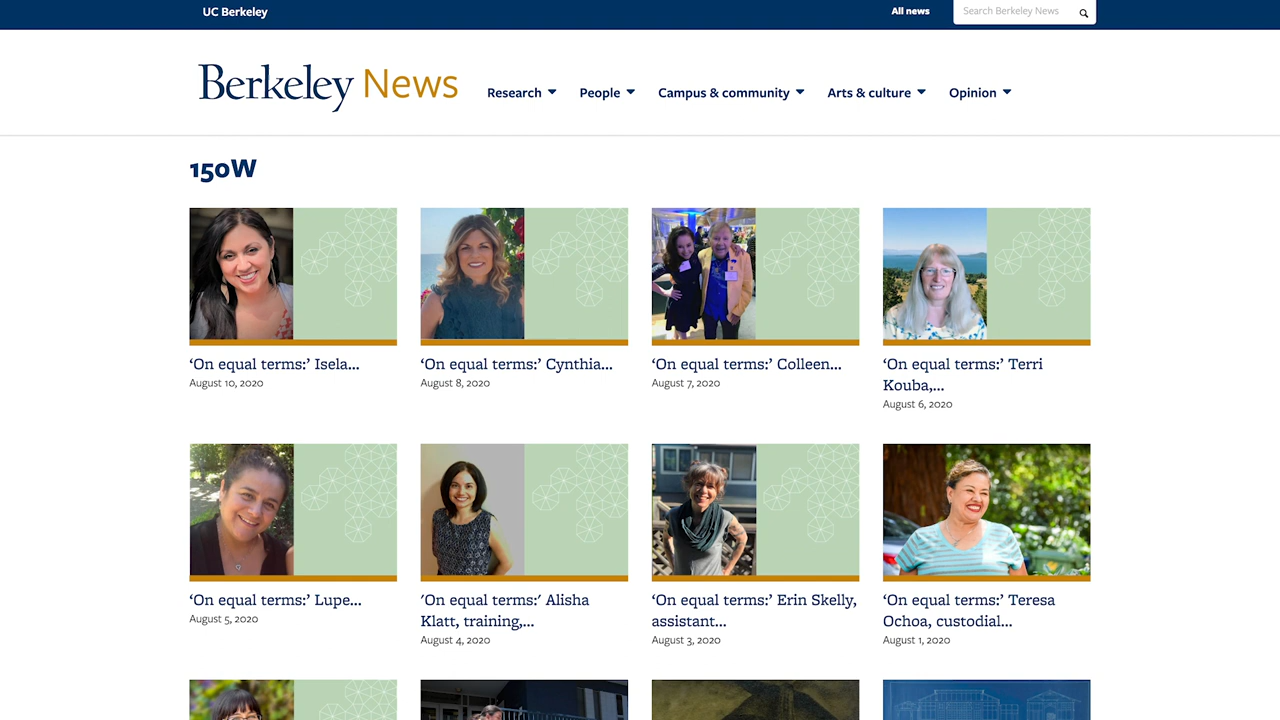 UC Berkeley
All news
Search Berkeley News
Berkeley News
Research
People
Campus & community
Arts & culture
Opinion
150W
‘On equal terms:’ Isela...
August 10, 2020
‘On equal terms:’ Cynthia...
August 8, 2020
‘On equal terms:’ Colleen...
August 7, 2020
‘On equal terms:’ Terri
Kouba,...
August 6, 2020
‘On equal terms:’ Lupe...
August 5, 2020
'On equal terms:' Alisha
Klatt, training,...
August 4, 2020
‘On equal terms:’ Erin Skelly,
assistant...
August 3, 2020
‘On equal terms:’ Teresa
Ochoa, custodial...
August 1, 2020